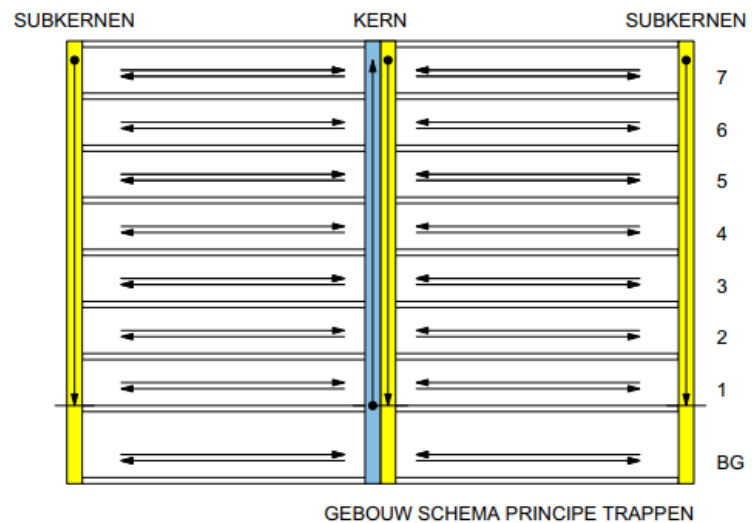 SUBKERNEN KERN SUBKERNEN
7
6
5
4
3
2
1
BG
GEBOUW SCHEMA PRINCIPE TRAPPEN